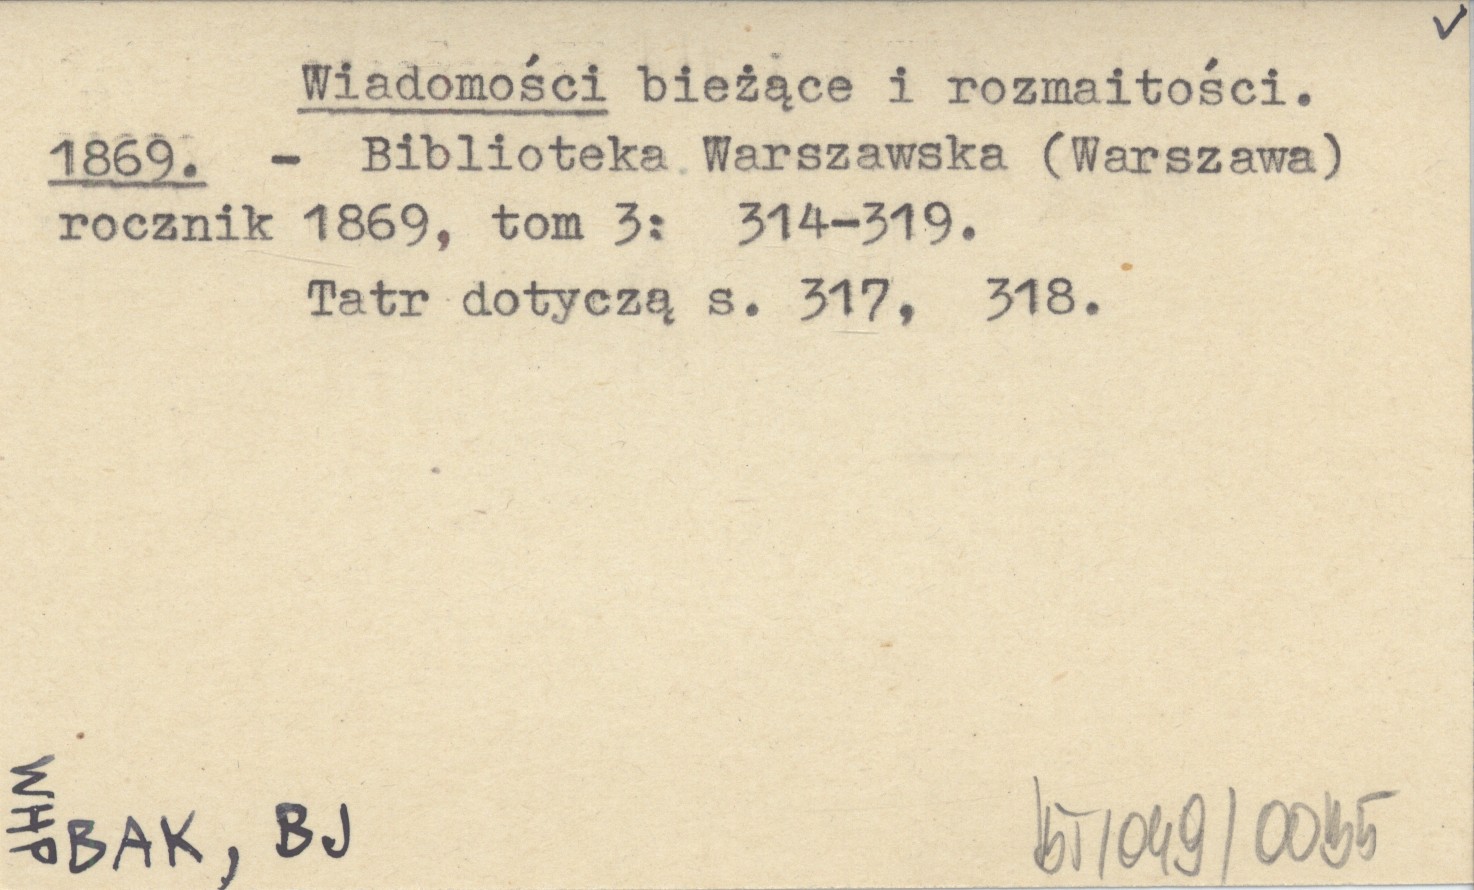 Wiadomości bieżące i rozmaitości.
1869. - Biblioteka Warszawska (Warszawa)
rocznik 1869, tom 3: 314-319.
Tatr dotyczą s. 317, 318.
WHP
BAK, BJ